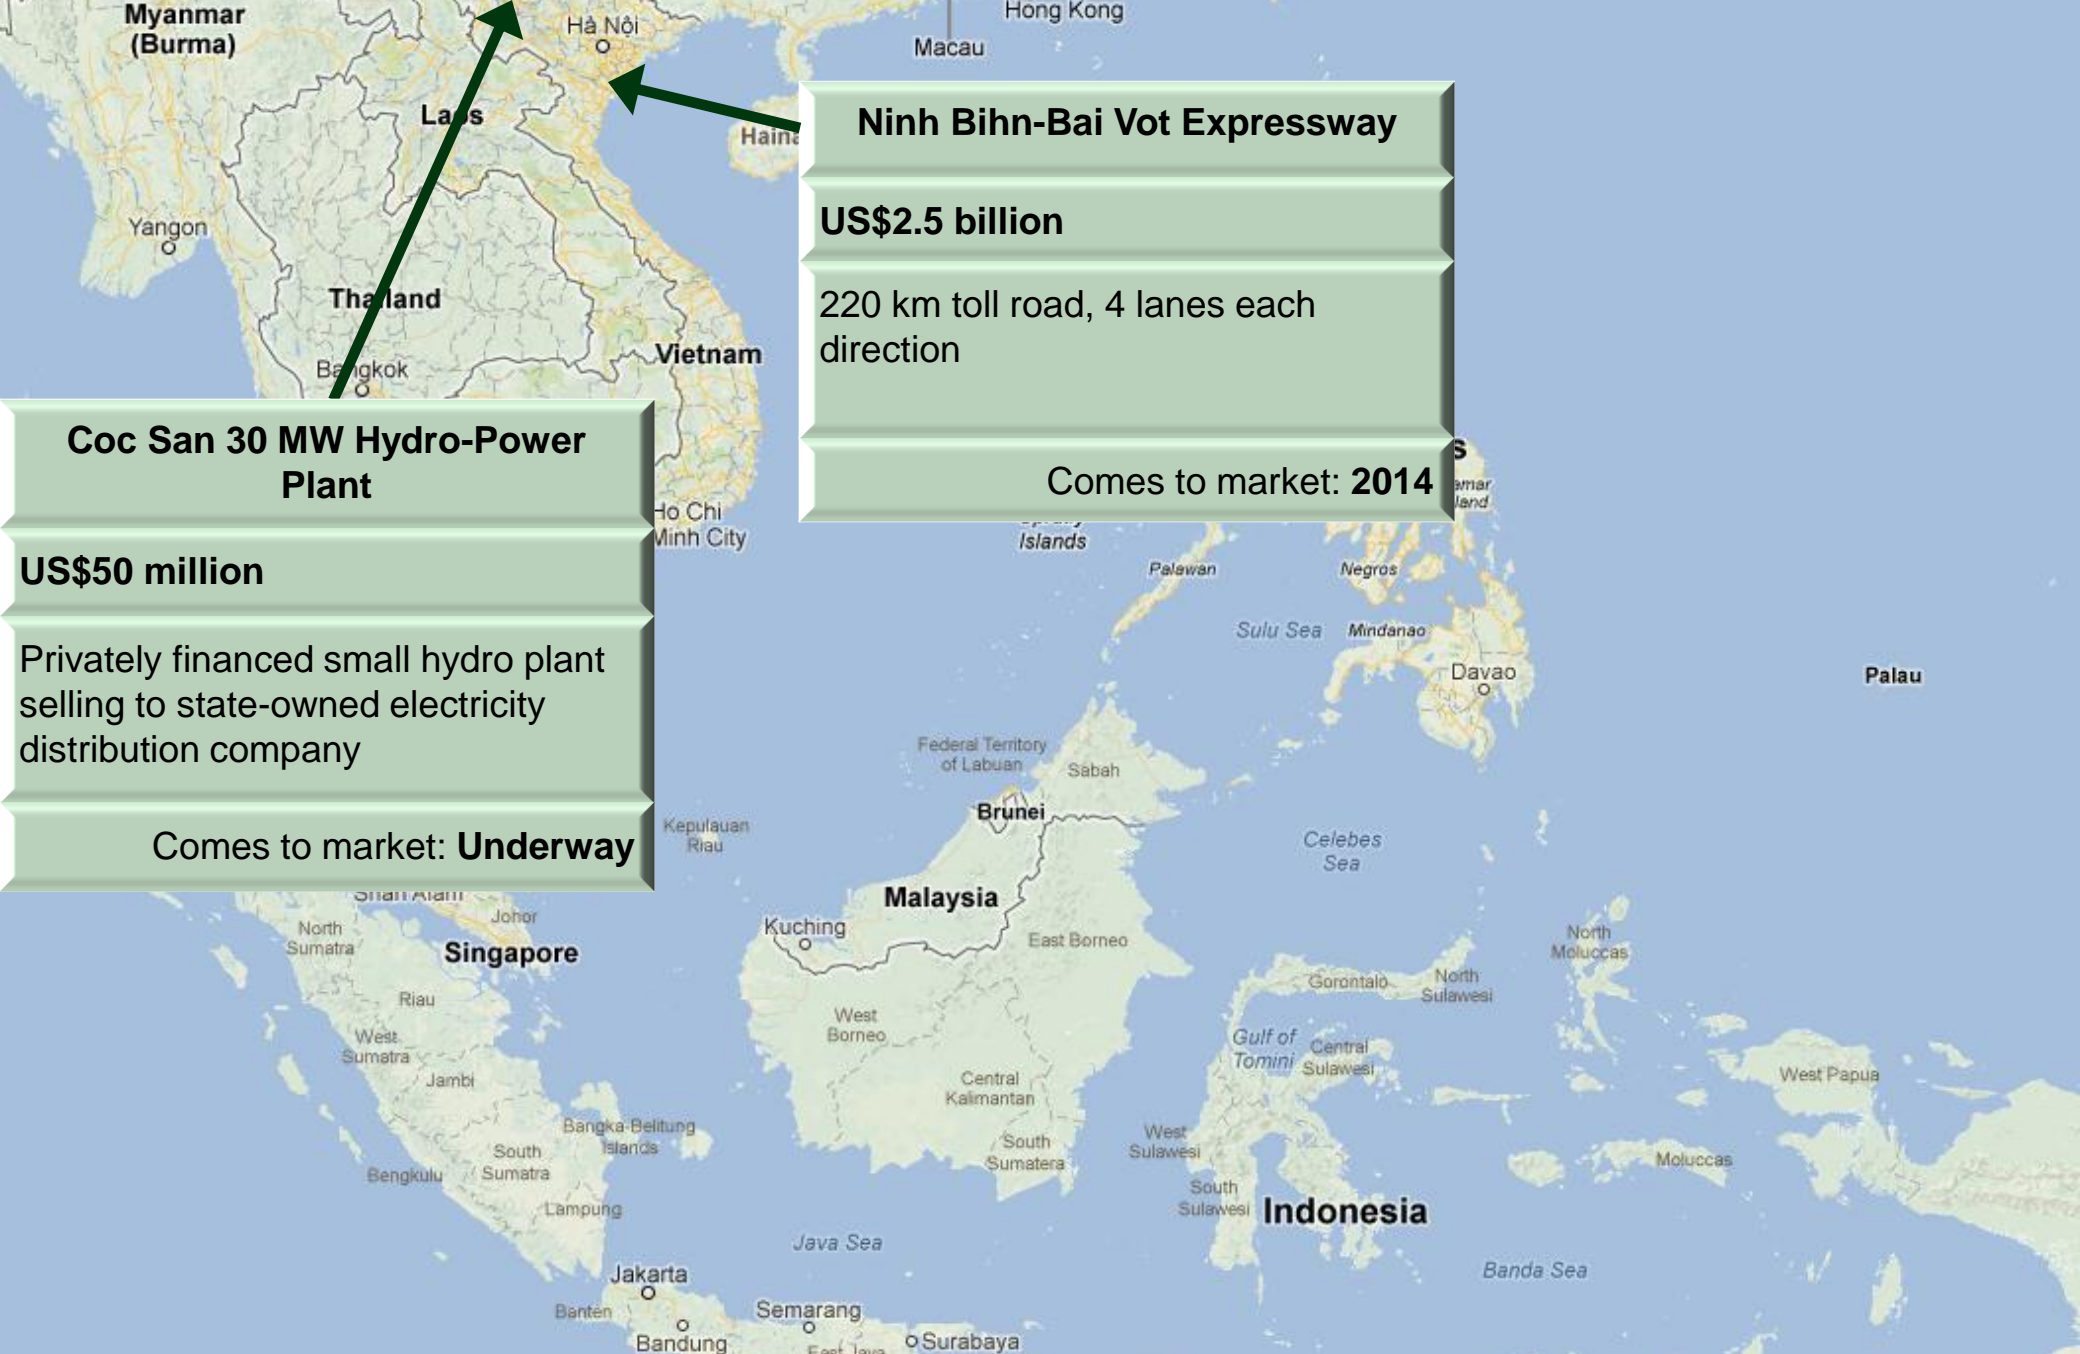 Myanmar
(Burma)
Hà Nội
Hong Kong
Macau
Laos
Ninh Bihn-Bai Vot Expressway
US$2.5 billion
220 km toll road, 4 lanes each
direction
Comes to market: 2014
Yangon
Thailand
Bangkok
Vietnam
Coc San 30 MW Hydro-Power
Plant
US$50 million
Privately financed small hydro plant
selling to state-owned electricity
distribution company
Comes to market: Underway
Ho Chi
Minh City
Islands
Palawan
Negros
Sulu Sea
Mindanao
Davao
Palau
Federal Territory
of Labuan
Sabah
Brunei
Kepulauan
Riau
Celebes
Sea
Malaysia
Shah Alam
Johor
North
Sumatra
Singapore
Kuching
East Borneo
North
Moluccas
Riau
Gorontalo
North
Sulawesi
West
Sumatra
West
Borneo
Gulf of
Tomini
Central
Sulawesi
Jambi
Central
Kalimantan
West Papua
Bangka-Belitung
Islands
South
Sumatra
Bengkulu
South
Sumatera
West
Sulawesi
Moluccas
South
Sulawesi
Indonesia
Lampung
Java Sea
Banda Sea
Jakarta
Banten
Semarang
Bandung
East Java
Surabaya